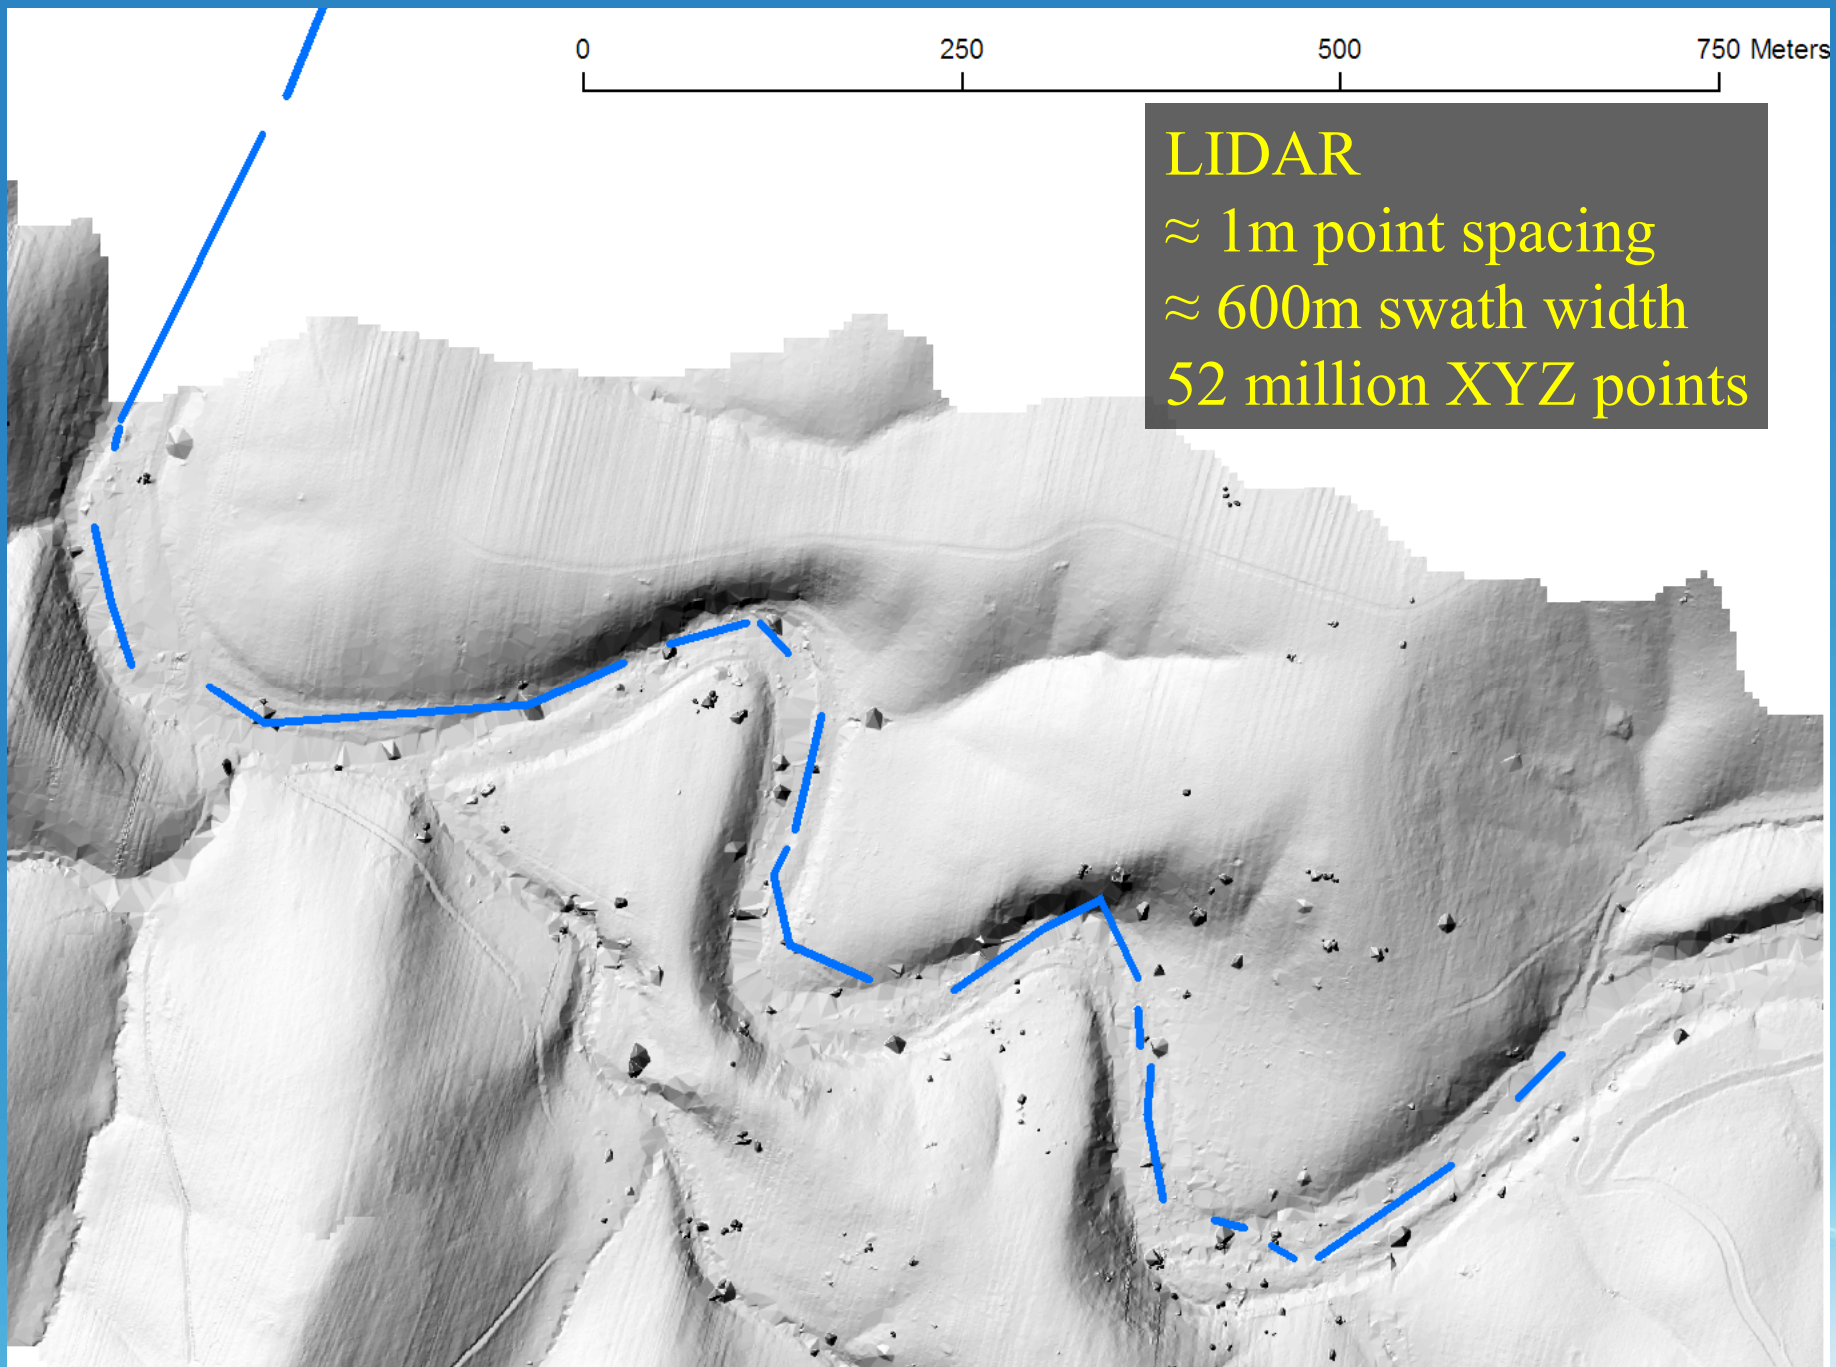 0 250 500 750 Meters
LIDAR
≈ 1m point spacing
≈ 600m swath width
52 million XYZ points